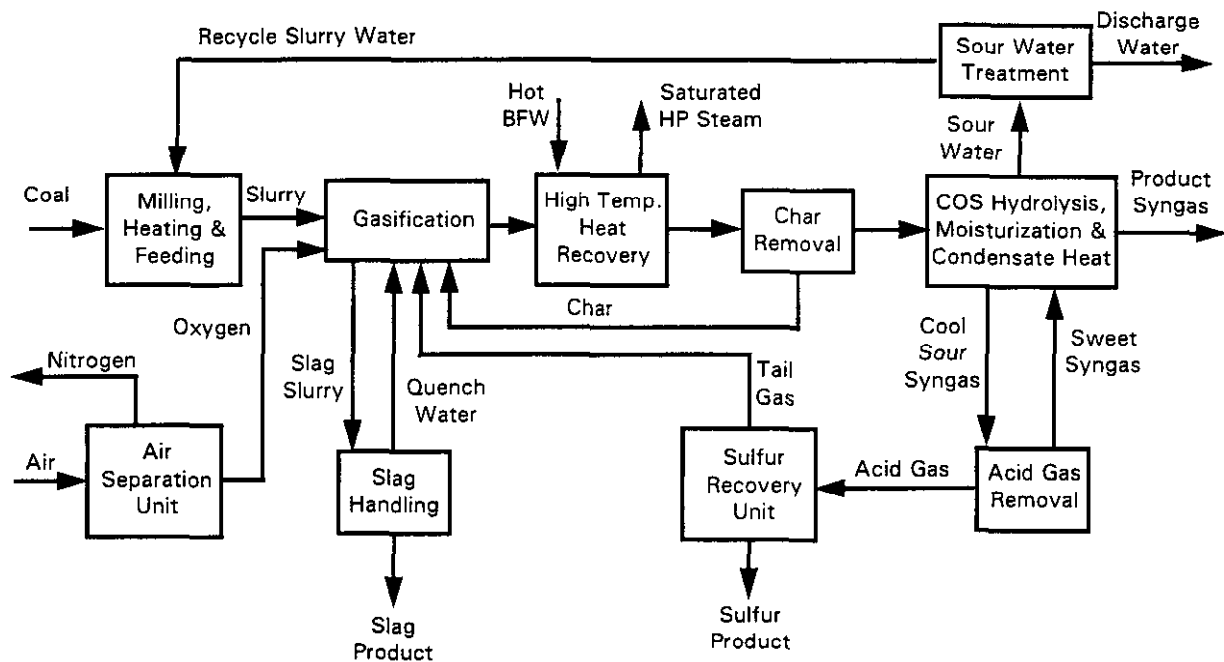 Recycle Slurry Water
Sour Water
Treatment
Discharge
Water
Hot
BFW
Saturated
HP Steam
Sour
Water
Coal
Milling,
Heating &
Feeding
Slurry
Gasification
High Temp.
Heat
Recovery
Char
Removal
COS Hydrolysis,
Moisturization &
Condensate Heat
Product
Syngas
Oxygen
Char
Nitrogen
Slag
Slurry
Quench
Water
Tail
Gas
Cool
Sour
Syngas
Sweet
Syngas
Air
Air
Separation
Unit
Slag
Handling
Sulfur
Recovery
Unit
Acid Gas
Acid Gas
Removal
Slag
Product
Sulfur
Product